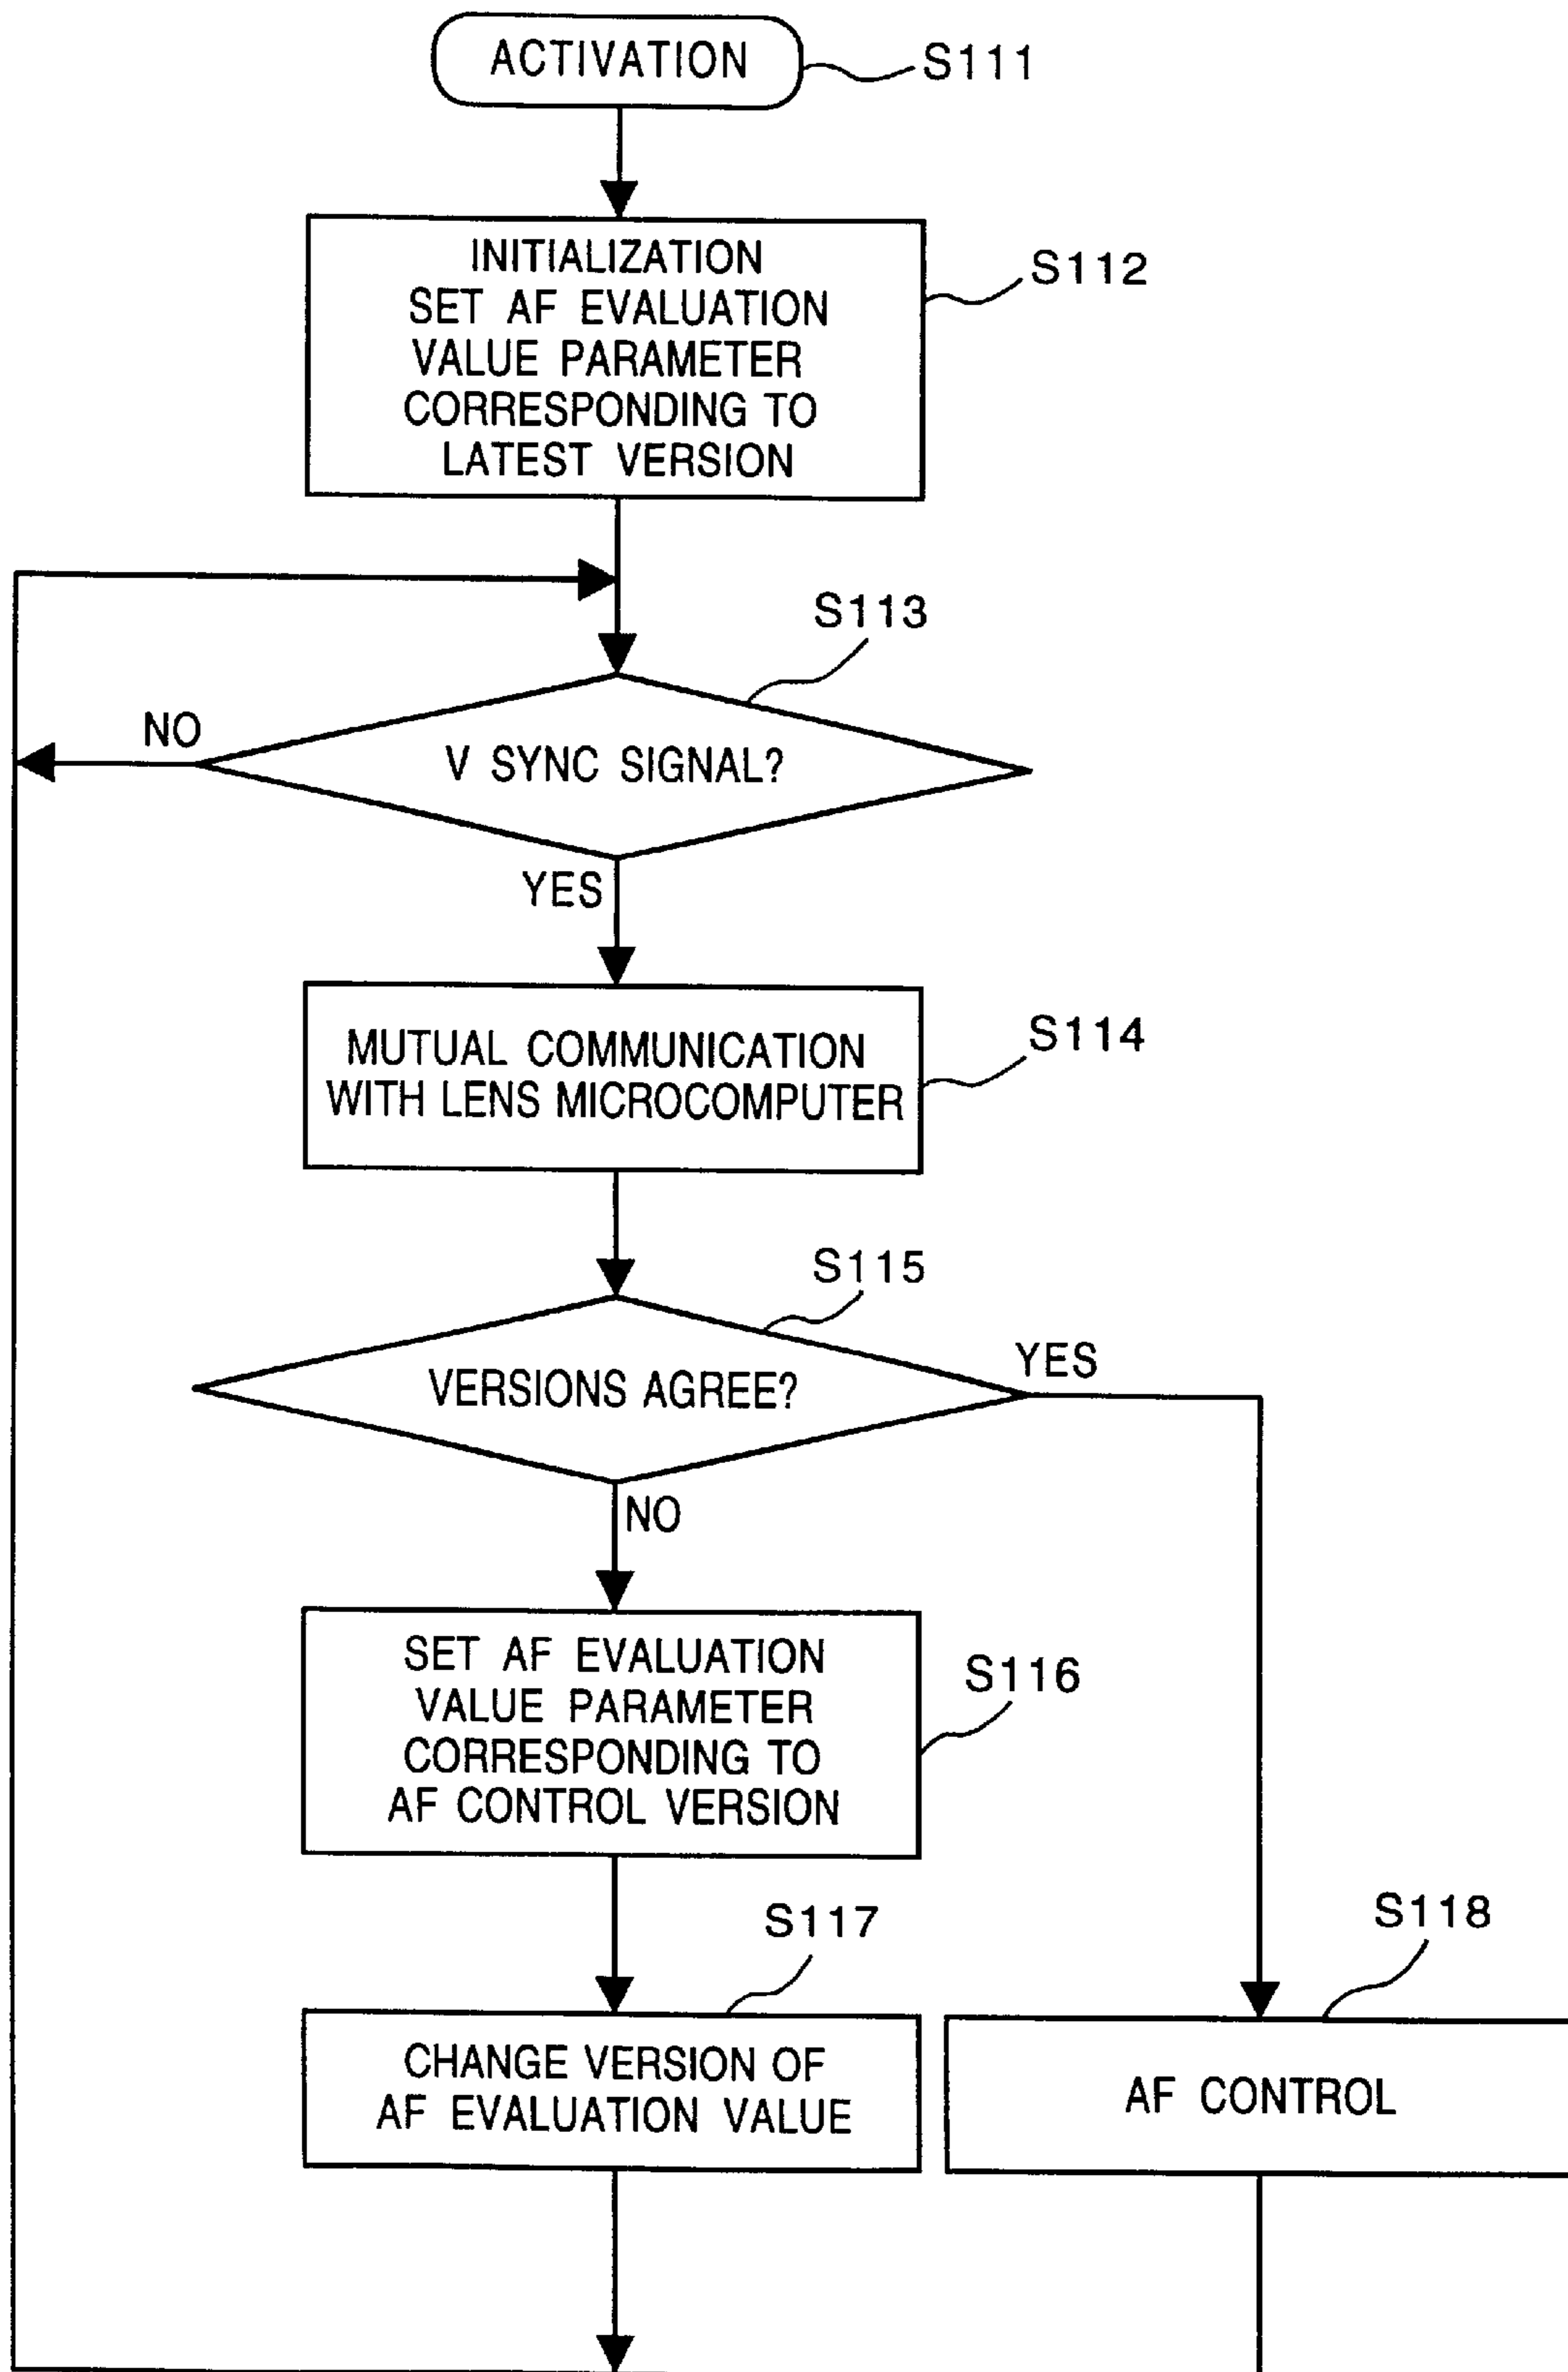 ACTIVATION
S111
INITIALIZATION
SET AF EVALUATION
VALUE PARAMETER
CORRESPONDING TO
LATEST VERSION
S112
S113
NO
V SYNC SIGNAL?
YES
MUTUAL COMMUNICATION
WITH LENS MICROCOMPUTER
S114
S115
VERSIONS AGREE?
YES
NO
SET AF EVALUATION
VALUE PARAMETER
CORRESPONDING TO
AF CONTROL VERSION
S116
S117
CHANGE VERSION OF
AF EVALUATION VALUE
S118
AF CONTROL